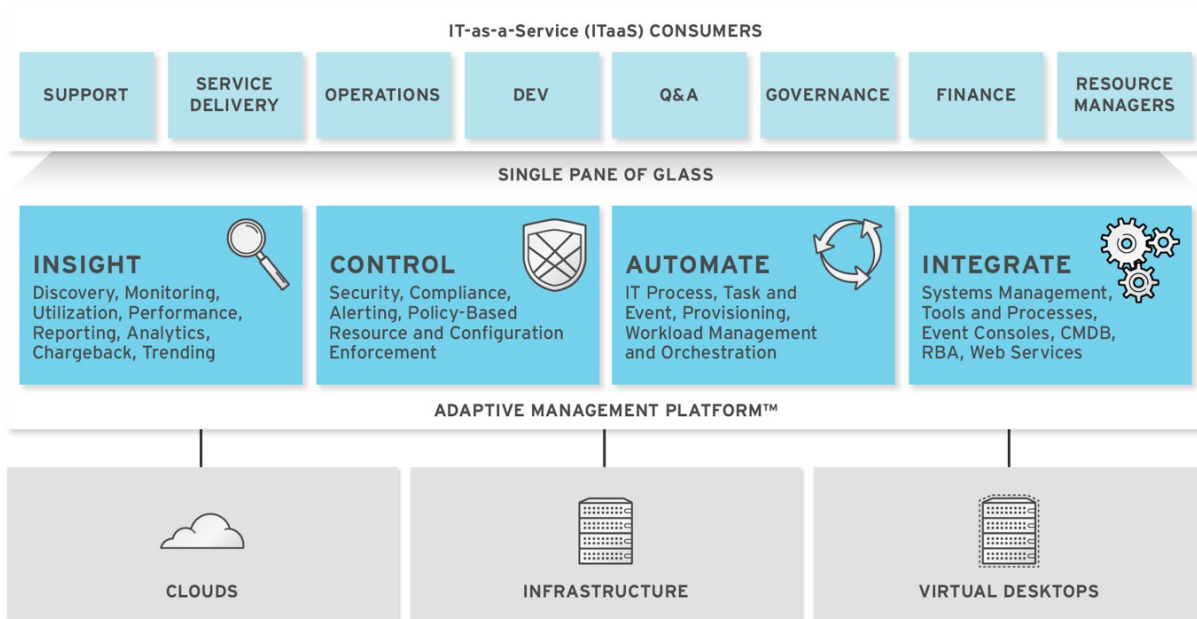 IT-as-a-Service (ITaaS) CONSUMERS
SUPPORT
SERVICE
DELIVERY
OPERATIONS
DEV
Q&A
GOVERNANCE
FINANCE
RESOURCE
MANAGERS
SINGLE PANE OF GLASS
INSIGHT
Discovery, Monitoring,
Utilization, Performance,
Reporting, Analytics,
Chargeback, Trending
CONTROL
Security, Compliance,
Alerting, Policy-Based
Resource and Configuration
Enforcement
AUTOMATE
IT Process, Task and
Event, Provisioning,
Workload Management
and Orchestration
INTEGRATE
Systems Management,
Tools and Processes,
Event Consoles, CMDB,
RBA, Web Services
ADAPTIVE MANAGEMENT PLATFORM™
CLOUDS
INFRASTRUCTURE
VIRTUAL DESKTOPS